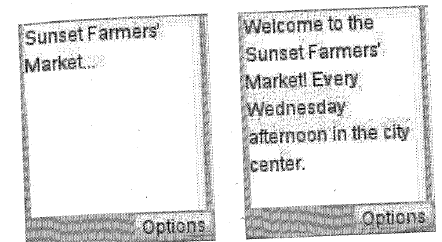 Sunset Farmers'
Market...
Options
Welcome to the
Sunset Farmers'
Market! Every
Wednesday
afternoon in the city
center.
Options